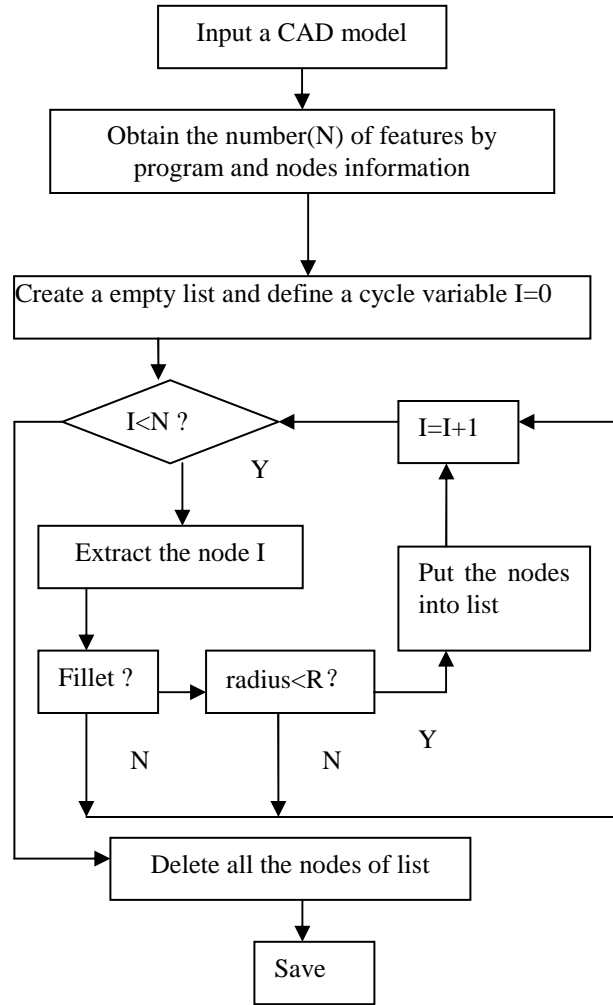 Input a CAD model
Obtain the number(N) of features by
program and nodes information
Create a empty list and define a cycle variable I=0
I<N ?
I=I+1
Y
Extract the node I
Put the nodes
into list
Fillet ?
radius<R ?
Y
N
N
Delete all the nodes of list
Save